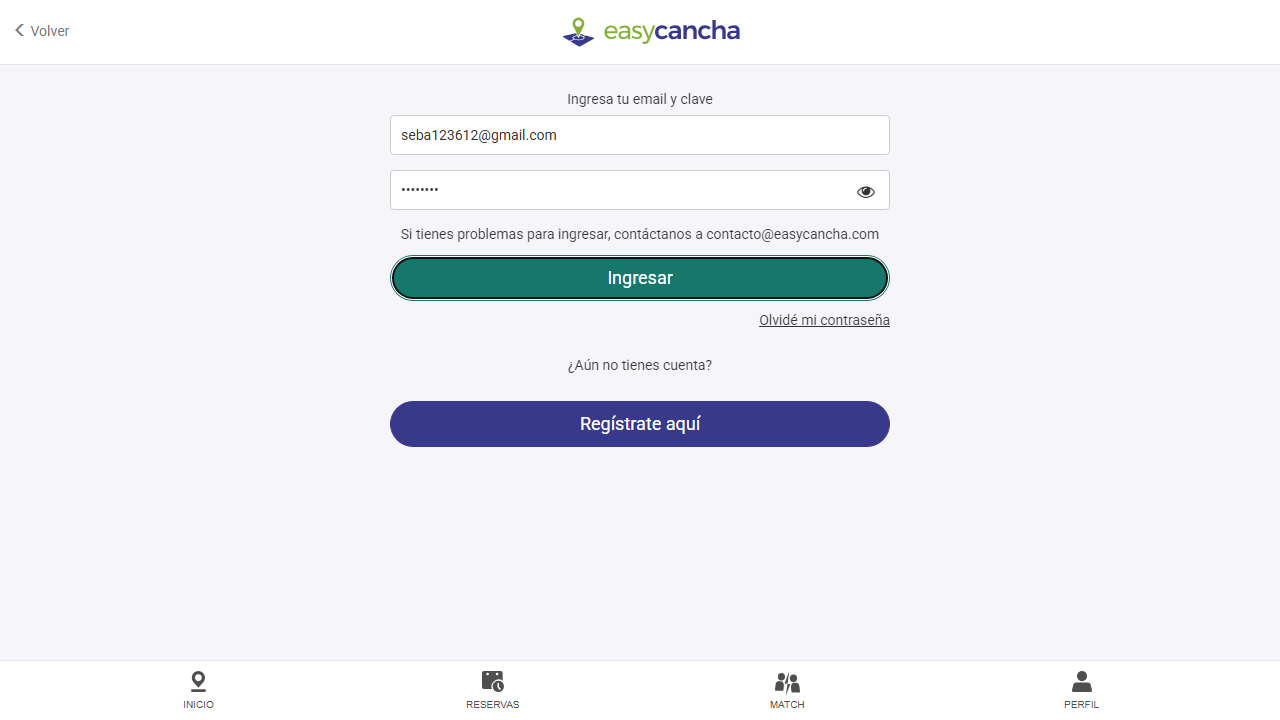 Volver
easycancha
Ingresa tu email y clave
seba123612@gmail.com
••••••••
Si tienes problemas para ingresar, contáctanos a contacto@easycancha.com
Ingresar
Olvidé mi contraseña
¿Aún no tienes cuenta?
Regístrate aquí
INICIO
RESERVAS
MATCH
PERFIL